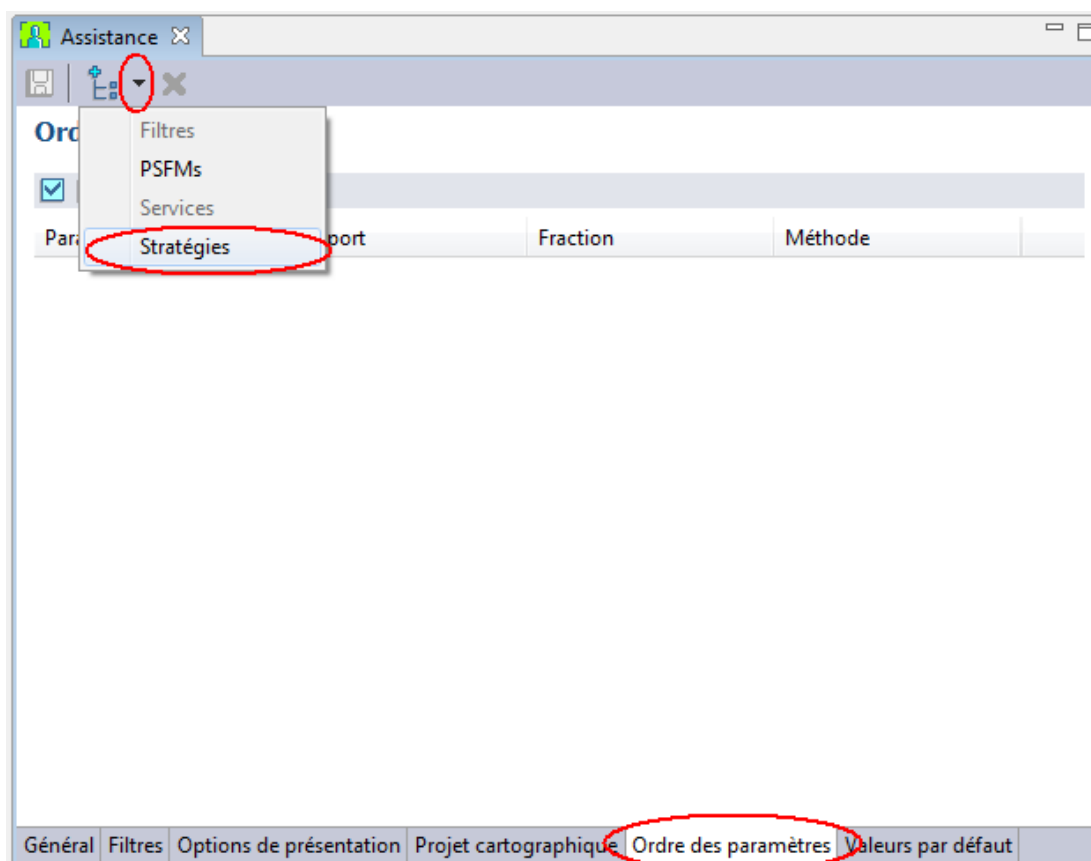 Assistance
Ord
Filtres
PSFMs
Services
Stratégies
Para port Fraction Méthode
Général Filtres Options de présentation Projet cartographique Ordre des paramètres Valeurs par défaut